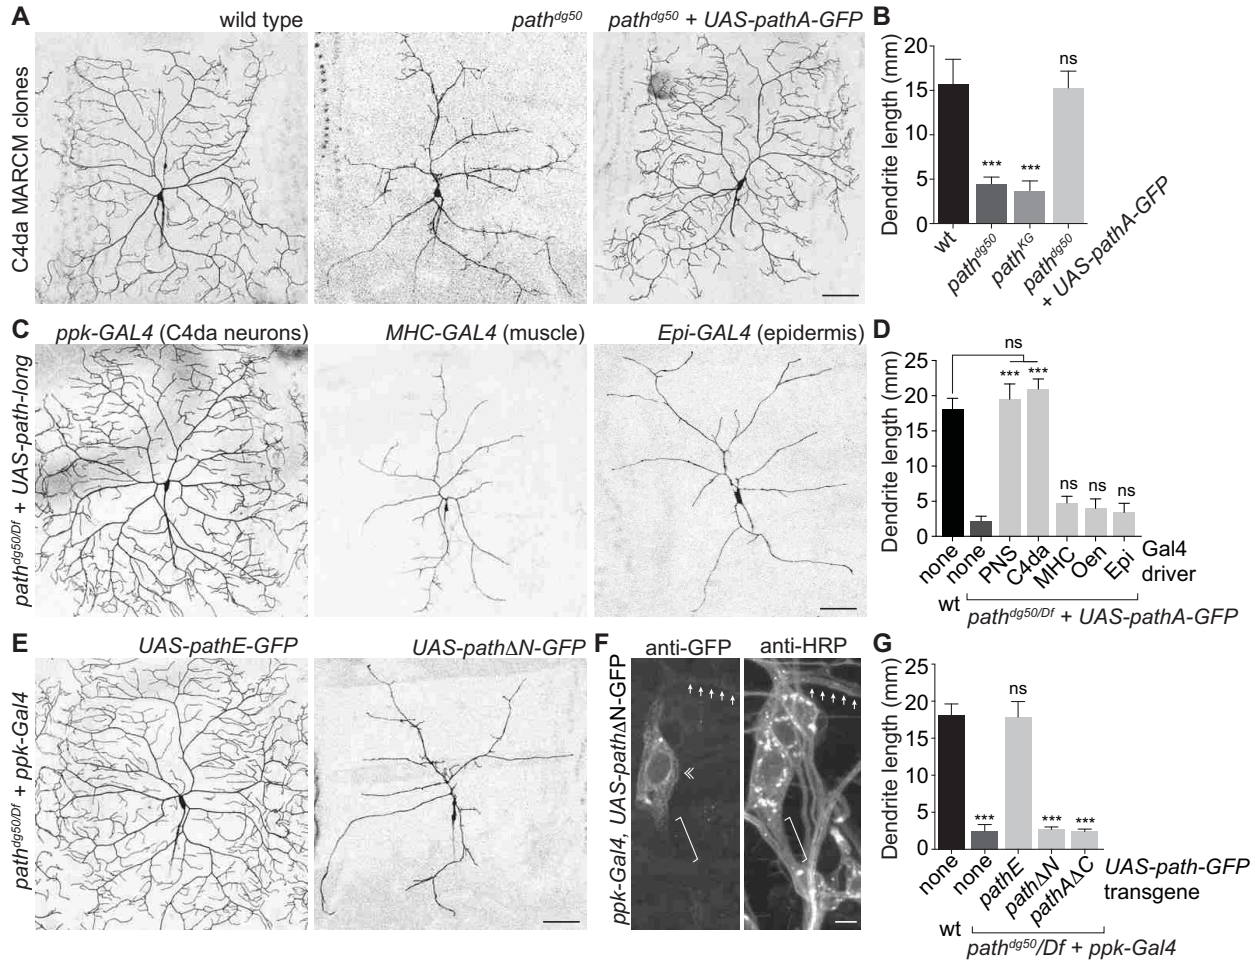 A
wild type
path^dg50
path^dg50 + UAS-pathA-GFP
C4da MARCM clones
B
Dendrite length (mm)
20
15
10
5
0
***
***
ns
wt
path^dg50
path^KG
path^dg50
+ UAS-pathA-GFP
C
ppk-GAL4 (C4da neurons)
MHC-GAL4 (muscle)
Epi-GAL4 (epidermis)
path^dg50/Df + UAS-path-long
D
Dendrite length (mm)
25
20
15
10
5
0
ns
***
***
ns
ns
ns
none
none
PNS
C4da
MHC
Oen
Epi
Gal4
driver
wt
path^dg50/Df + UAS-pathA-GFP
E
UAS-pathE-GFP
UAS-pathΔN-GFP
path^dg50/Df + ppk-Gal4
F
anti-GFP
anti-HRP
ppk-Gal4, UAS-pathΔN-GFP
G
Dendrite length (mm)
25
20
15
10
5
0
***
ns
***
***
none
none
pathE
pathΔN
pathAΔC
UAS-path-GFP
transgene
wt
path^dg50/Df + ppk-Gal4